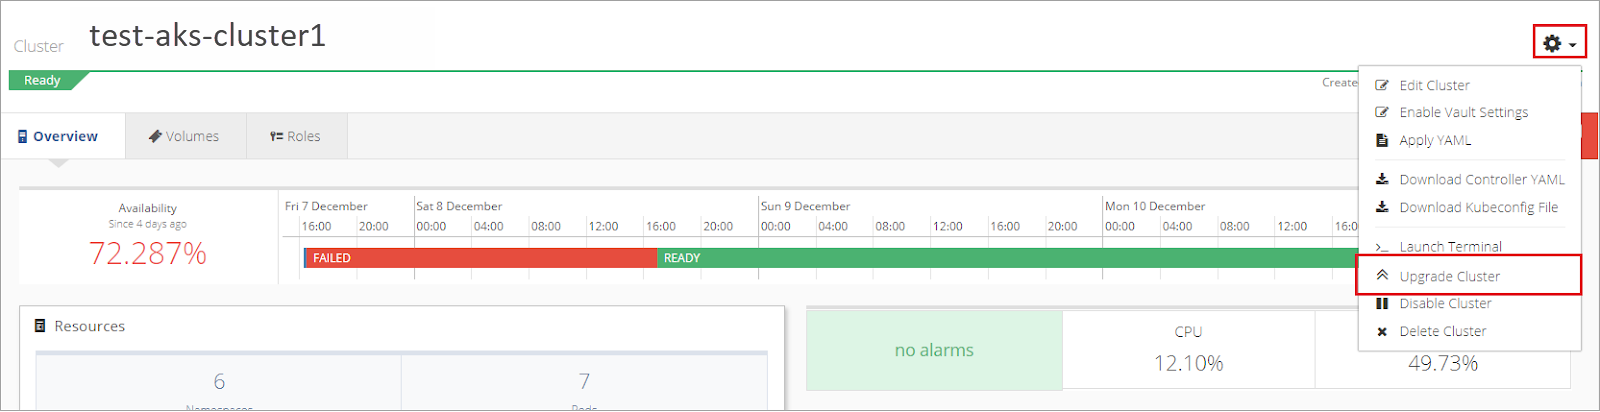 Cluster test-aks-cluster1
Ready
Create
Edit Cluster
Enable Vault Settings
Apply YAML
Download Controller YAML
Download Kubeconfig File
Launch Terminal
Upgrade Cluster
Disable Cluster
Delete Cluster
Overview Volumes Roles
Availability
Since 4 days ago
72.287%
Fri 7 December Sat 8 December Sun 9 December Mon 10 December
16:00 20:00 00:00 04:00 08:00 12:00 16:00 20:00 00:00 04:00 08:00 12:00 16:00 20:00 00:00 04:00 08:00 12:00 16:0
FAILED READY
Resources
6 7
Namespaces Pods
no alarms
CPU
12.10% 49.73%